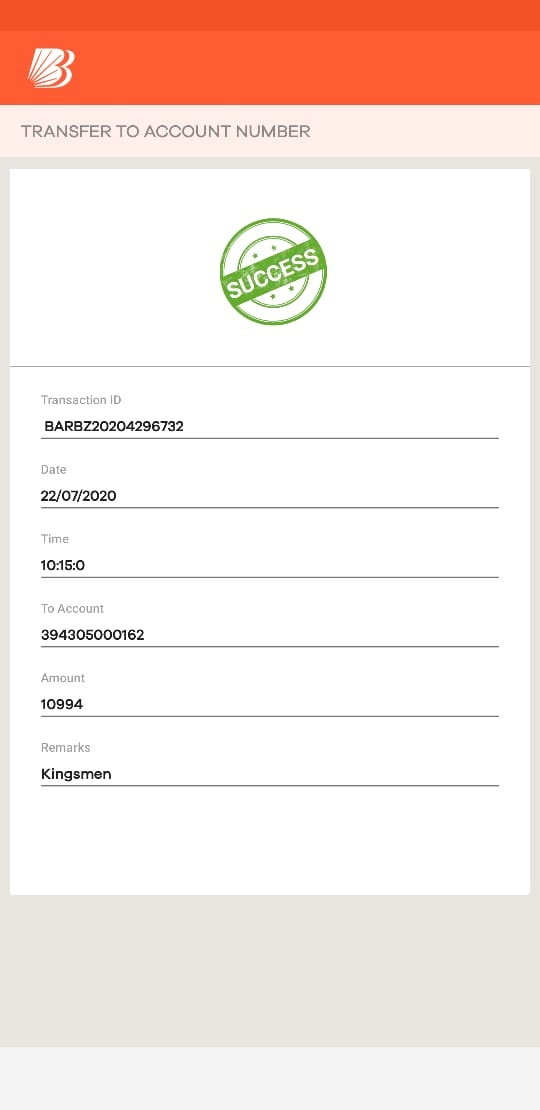 TRANSFER TO ACCOUNT NUMBER
SUCCESS
Transaction ID
BARBZ20204296732
Date
22/07/2020
Time
10:15:0
To Account
394305000162
Amount
10994
Remarks
Kingsmen